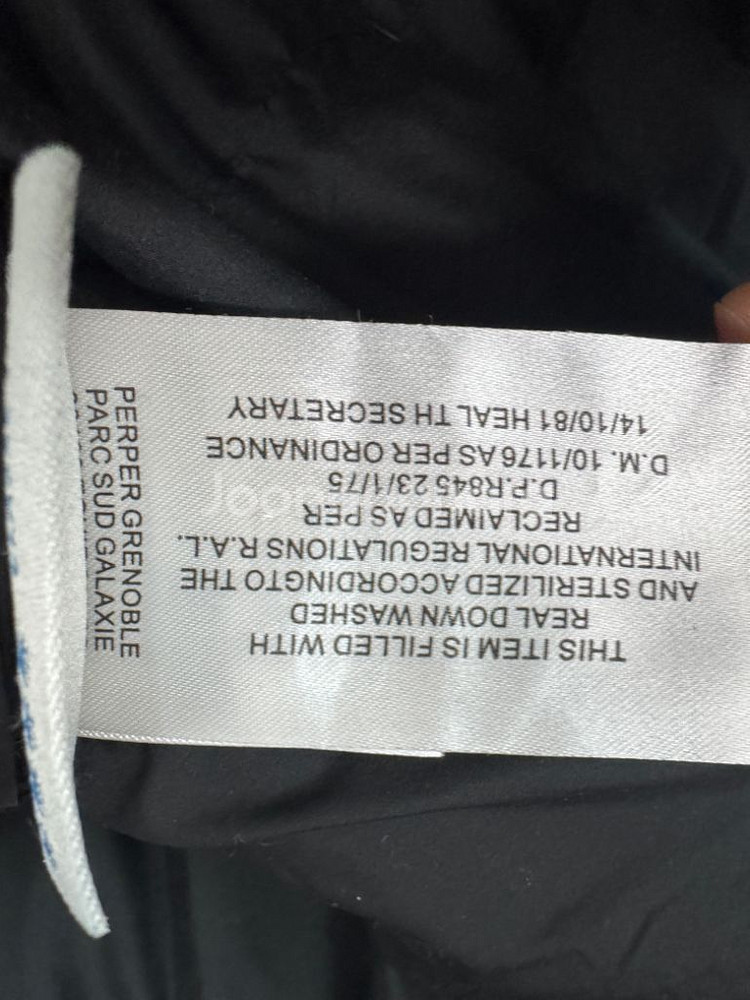 THIS ITEM IS FILLED WITH
REAL DOWN WASHED
AND STERILIZED ACCORDINGTO THE
INTERNATIONAL REGULATIONS R.A.L.
RECLAIMED AS PER
D.P.R845 23/1/75
D.M. 10/1176 AS PER ORDINANCE
14/10/81 HEAL TH SECRETARY
PERPER GRENOBLE
PARC SUD GALAXIE